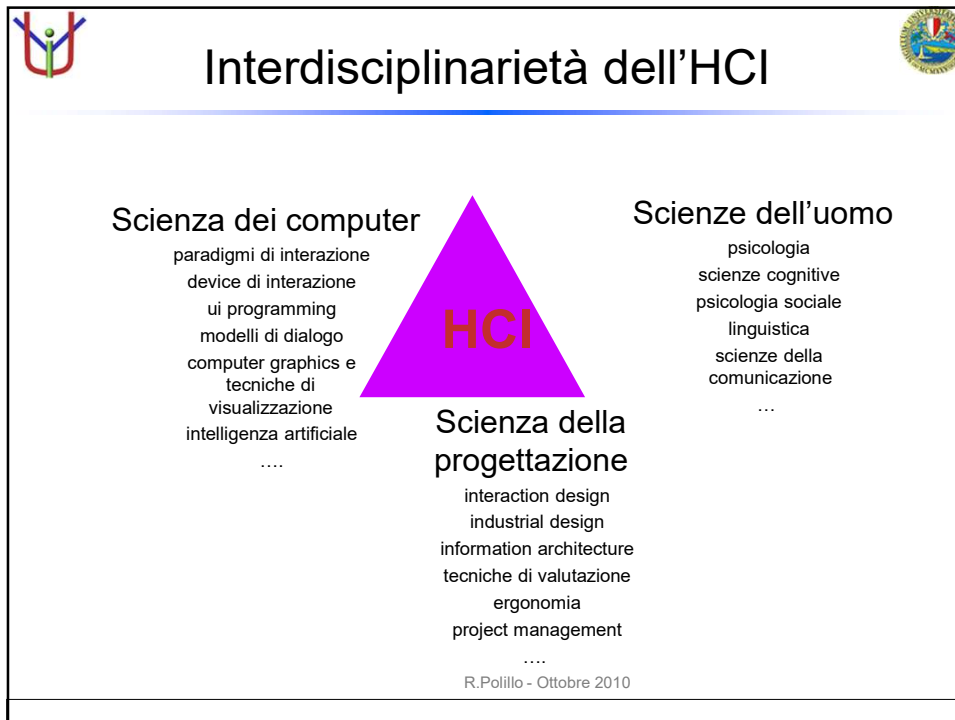 Interdisciplinarietà dell’HCI
Scienza dei computer
paradigmi di interazione
device di interazione
ui programming
modelli di dialogo
computer graphics e
tecniche di
visualizzazione
intelligenza artificiale
….
HCI
Scienze dell’uomo
psicologia
scienze cognitive
psicologia sociale
linguistica
scienze della
comunicazione
…
Scienza della
progettazione
interaction design
industrial design
information architecture
tecniche di valutazione
ergonomia
project management
….
R.Polillo - Ottobre 2010